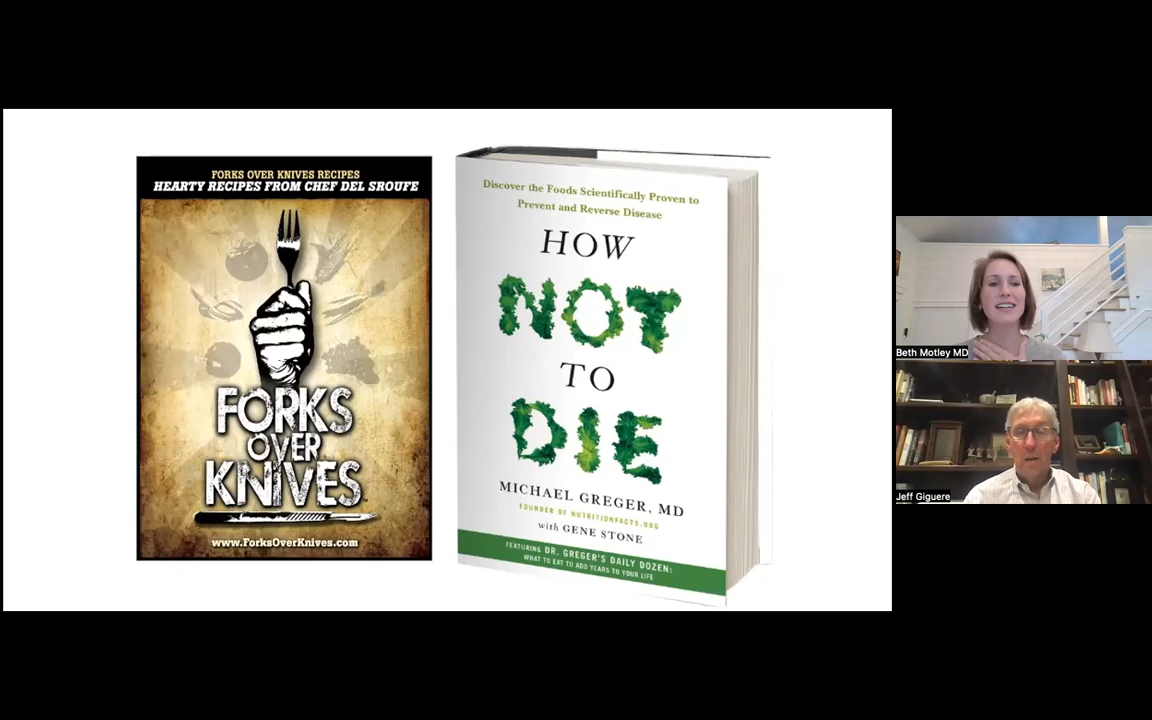 FORKS OVER KNIVES RECIPES
HEARTY RECIPES FROM CHEF DEL SROUFE
FORKS
OVER
KNIVES
www.ForksOverKnives.com
Discover the Foods Scientifically Proven to
Prevent and Reverse Disease
HOW
NOT
TO
DIE
MICHAEL GREGER, MD
FOUNDER OF NUTRITIONFACTS.ORG
with GENE STONE
FEATURING DR. GREGER'S DAILY DOZEN:
WHAT TO EAT TO ADD YEARS TO YOUR LIFE
Beth Motley MD
Jeff Giguere